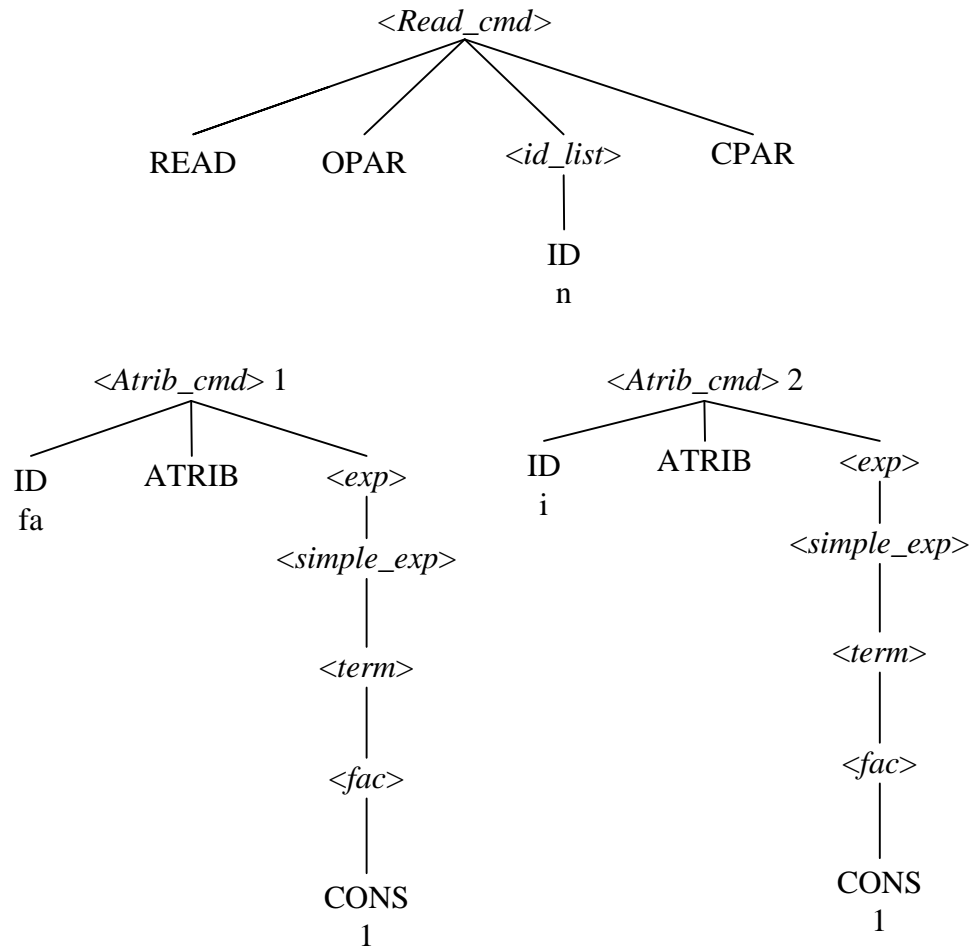 <Read_cmd>
READ OPAR <id_list> CPAR
ID
n
<Atrib_cmd> 1 <Atrib_cmd> 2
ID ATRIB <exp> ID ATRIB <exp>
fa i
<simple_exp> <simple_exp>
<term> <term>
<fac> <fac>
CONS CONS
1 1